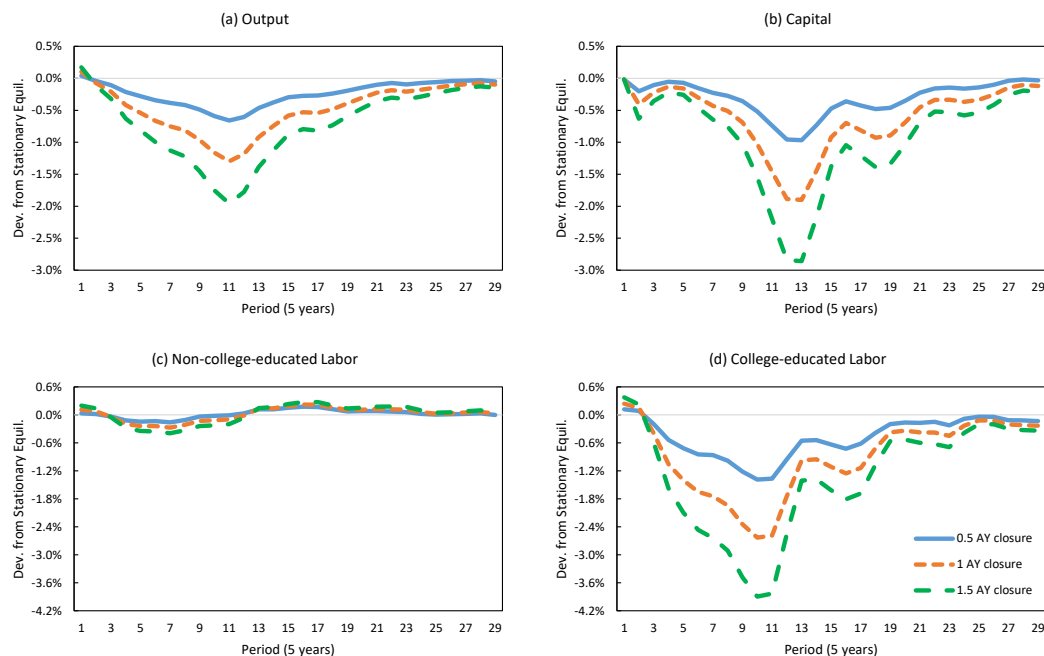 (a) Output
Dev. from Stationary Equil.
0.5%
0.0%
-0.5%
-1.0%
-1.5%
-2.0%
-2.5%
-3.0%
1 3 5 7 9 11 13 15 17 19 21 23 25 27 29
Period (5 years)
(b) Capital
Dev. from Stationary Equil.
0.5%
0.0%
-0.5%
-1.0%
-1.5%
-2.0%
-2.5%
-3.0%
1 3 5 7 9 11 13 15 17 19 21 23 25 27 29
Period (5 years)
(c) Non-college-educated Labor
Dev. from Stationary Equil.
0.6%
0.0%
-0.6%
-1.2%
-1.8%
-2.4%
-3.0%
-3.6%
-4.2%
1 3 5 7 9 11 13 15 17 19 21 23 25 27 29
Period (5 years)
(d) College-educated Labor
Dev. from Stationary Equil.
0.6%
0.0%
-0.6%
-1.2%
-1.8%
-2.4%
-3.0%
-3.6%
-4.2%
0.5 AY closure
1 AY closure
1.5 AY closure
1 3 5 7 9 11 13 15 17 19 21 23 25 27 29
Period (5 years)